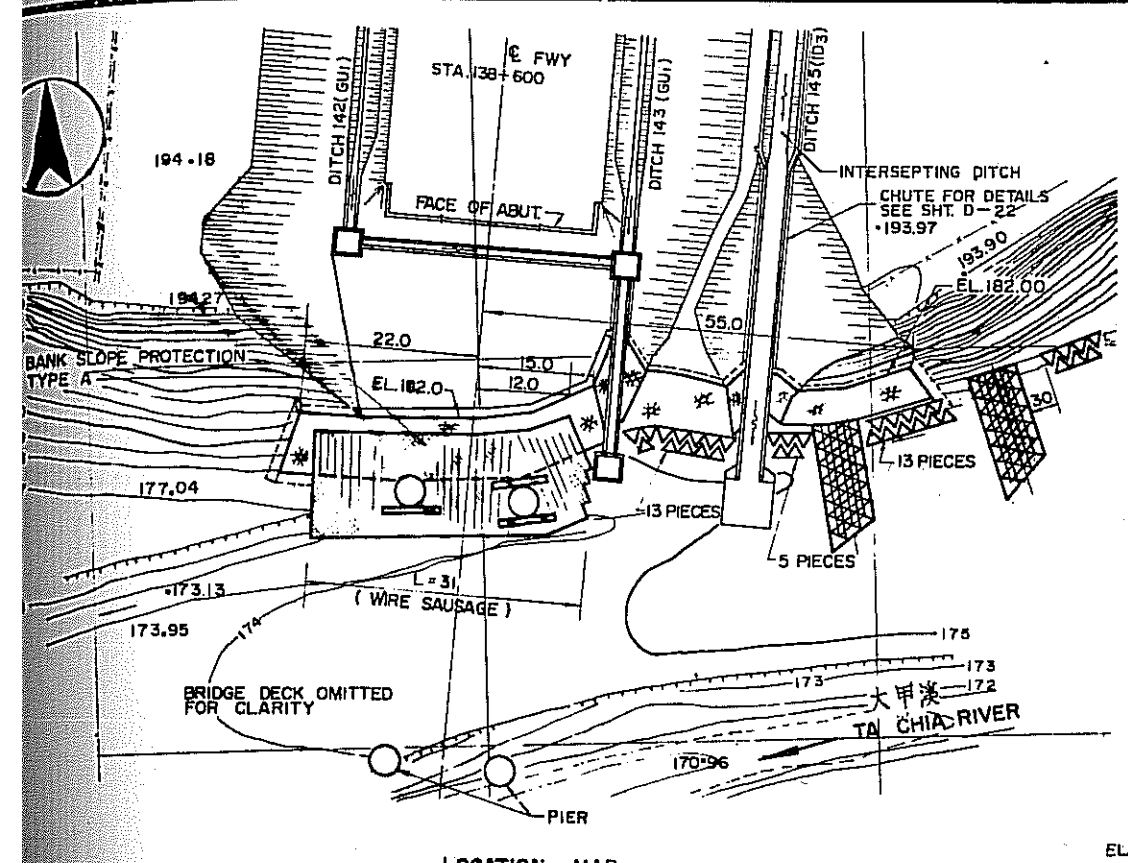 ℄ FWY
STA. 138+600
DITCH 142(GU1)
DITCH 143 (GU1)
DITCH 145(D3)
194.18
INTERSEPTING DITCH
CHUTE FOR DETAILS
SEE SHT. D-22
FACE OF ABUT.
193.97
193.90
EL.182.00
194.27
55.0
22.0
BANK SLOPE PROTECTION
TYPE A
15.0
12.0
EL.182.0
30
13 PIECES
177.04
13 PIECES
5 PIECES
L=31
(WIRE SAUSAGE)
173.13
173.95
174
175
173
173
172
BRIDGE DECK OMITTED
FOR CLARITY
大甲溪
TA CHIA RIVER
170.96
PIER
LOCATION MAP
EL